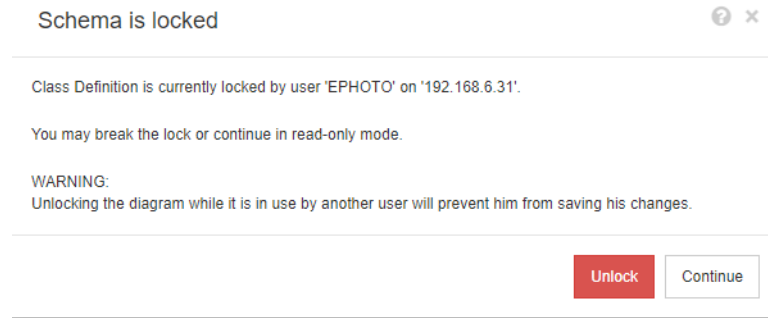 Schema is locked
Class Definition is currently locked by user 'EPHOTO' on '192.168.6.31'.
You may break the lock or continue in read-only mode.
WARNING:
Unlocking the diagram while it is in use by another user will prevent him from saving his changes.
Unlock
Continue